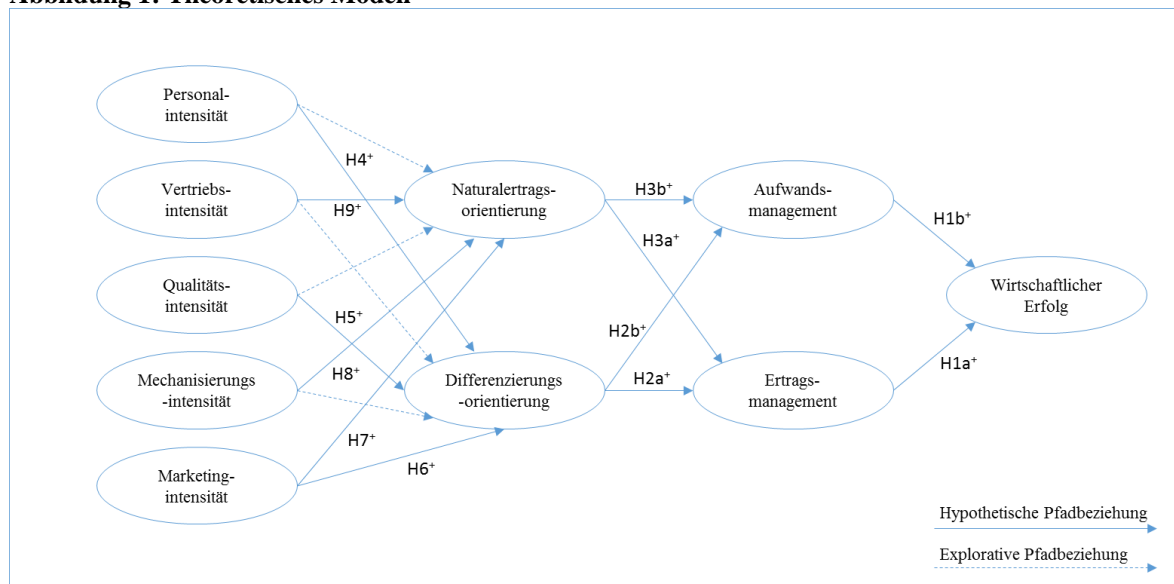 Abbildung 1: Theoretisches Modell
Personal-
intensität
H4⁺
Vertriebs-
intensität
H9⁺
Naturalertrags-
orientierung
H3b⁺
Aufwands-
management
H1b⁺
H3a⁺
Qualitäts-
intensität
H5⁺
Wirtschaftlicher
Erfolg
H2b⁺
Mechanisierungs
-intensität
H8⁺
Differenzierungs
-orientierung
H2a⁺
Ertrags-
management
H1a⁺
H7⁺
H6⁺
Marketing-
intensität
Hypothetische Pfadbeziehung
Explorative Pfadbeziehung